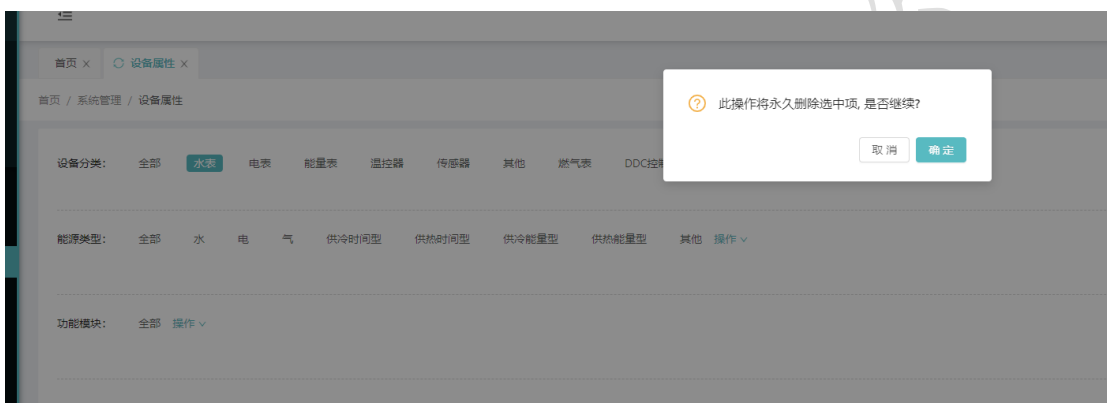 首页 × 设备属性 ×
首页 / 系统管理 / 设备属性
此操作将永久删除选中项, 是否继续?
取 消 确 定
设备分类: 全部 水表 电表 能量表 温控器 传感器 其他 燃气表 DDC控
能源类型: 全部 水 电 气 供冷时间型 供热时间型 供冷能量型 供热能量型 其他 操作
功能模块: 全部 操作